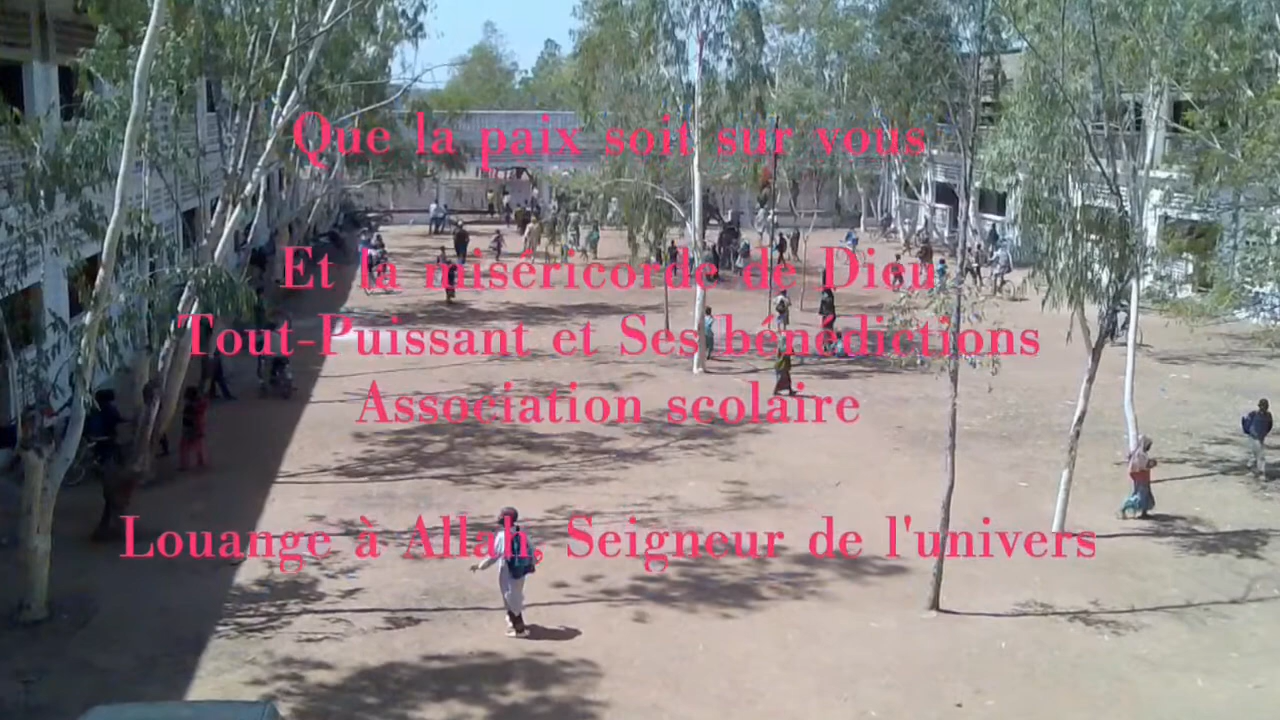 Que la paix soit sur vous
Et la miséricorde de Dieu
Tout-Puissant et Ses bénédictions
Association scolaire
Louange à Allah, Seigneur de l'univers